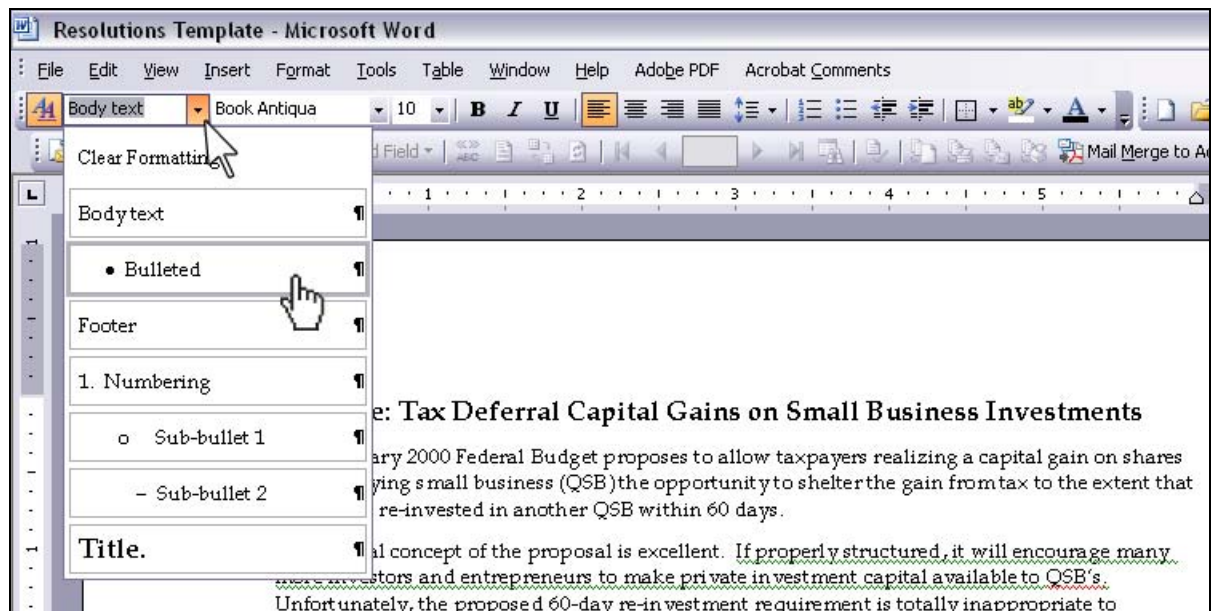 Resolutions Template - Microsoft Word
File Edit View Insert Format Tools Table Window Help Adobe PDF Acrobat Comments
Body text Book Antiqua 10 B I U
Clear Formatting d Field Mail Merge to A
1 2 3 4 5
Body text ¶
• Bulleted ¶
Footer ¶
1. Numbering ¶
e: Tax Deferral Capital Gains on Small Business Investments
o Sub-bullet 1 ¶
ary 2000 Federal Budget proposes to allow taxpayers realizing a capital gain on shares
– Sub-bullet 2 ¶
ying small business (QSB) the opportunity to shelter the gain from tax to the extent that
re-invested in another QSB within 60 days.
Title. ¶
al concept of the proposal is excellent. If properly structured, it will encourage many
more investors and entrepreneurs to make private investment capital available to QSB's.
Unfortunately, the proposed 60-day re-investment requirement is totally inappropriate to